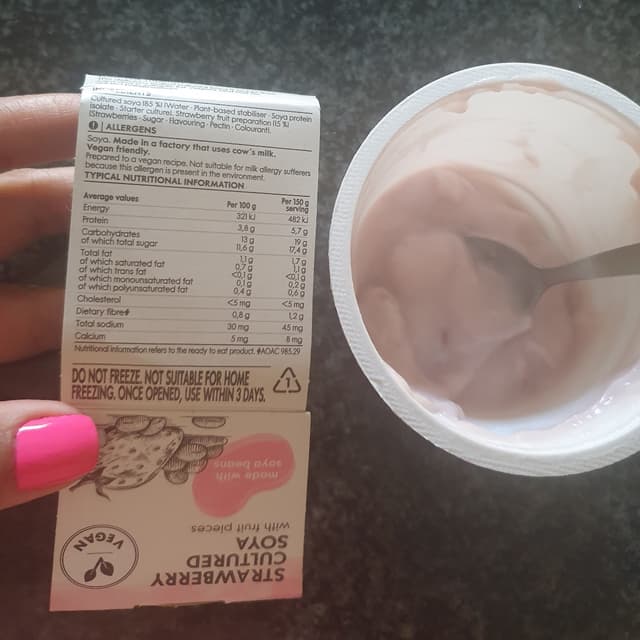 Cultured soya (85 %) (Water · Plant-based stabiliser · Soya protein
isolate · Starter culture), Strawberry fruit preparation (15 %)
(Strawberries · Sugar · Flavouring · Pectin · Colourant).
! | ALLERGENS
Soya. Made in a factory that uses cow's milk.
Vegan friendly.
Prepared to a vegan recipe. Not suitable for milk allergy sufferers
because this allergen is present in the environment.
TYPICAL NUTRITIONAL INFORMATION
Average values Per 100 g Per 150 g serving
Energy 321 kJ 482 kJ
Protein 3,8 g 5,7 g
Carbohydrates 13 g 19 g
of which total sugar 11,6 g 17,4 g
Total fat 1,1 g 1,7 g
of which saturated fat 0,7 g 1,1 g
of which trans fat <0,1 g <0,1 g
of which monounsaturated fat 0,1 g 0,2 g
of which polyunsaturated fat 0,4 g 0,6 g
Cholesterol <5 mg <5 mg
Dietary fibre# 0,8 g 1,2 g
Total sodium 30 mg 45 mg
Calcium 5 mg 8 mg
Nutritional information refers to the ready to eat product. #AOAC 985.29
DO NOT FREEZE. NOT SUITABLE FOR HOME
FREEZING. ONCE OPENED, USE WITHIN 3 DAYS.
1
made with
soya beans
STRAWBERRY
CULTURED
SOYA
with fruit pieces
VEGAN